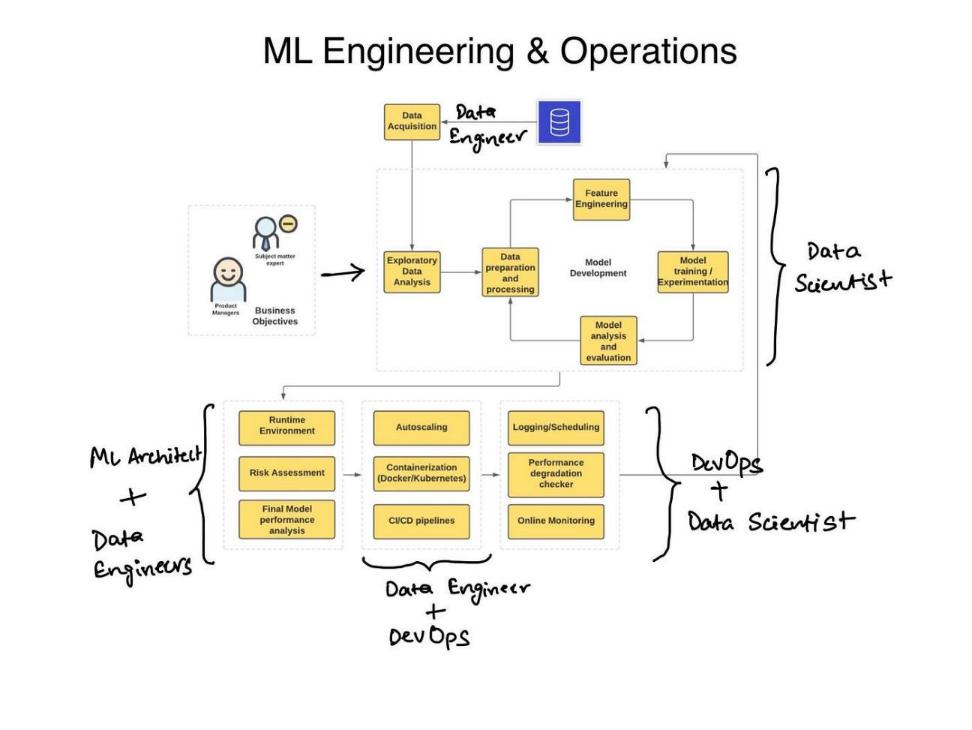 ML Engineering & Operations
Data
Acquisition
Data
Engineer
Subject matter
expert
Product
Managers
Business
Objectives
Exploratory
Data
Analysis
Data
preparation
and
processing
Feature
Engineering
Model
Development
Model
training /
Experimentation
Model
analysis
and
evaluation
Data
Scientist
ML Architect
+
Data
Engineers
Runtime
Environment
Risk Assessment
Final Model
performance
analysis
Autoscaling
Containerization
(Docker/Kubernetes)
CI/CD pipelines
Logging/Scheduling
Performance
degradation
checker
Online Monitoring
DevOps
+
Data Scientist
Data Engineer
+
DevOps